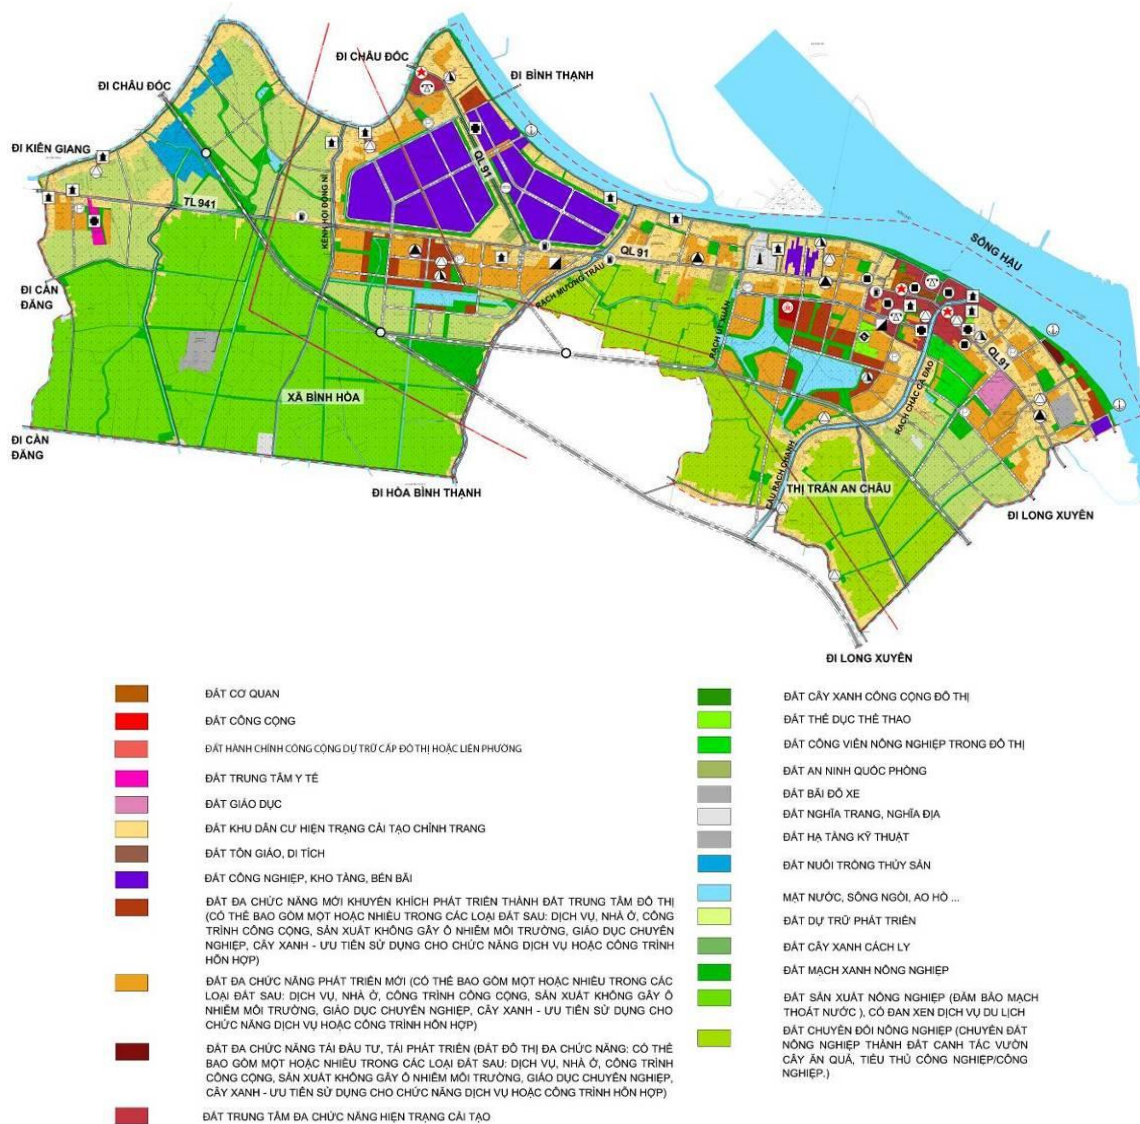 ĐI CHÂU ĐỐC
ĐI CHÂU ĐỐC
ĐI BÌNH THẠNH
ĐI KIÊN GIANG
TL 941
KÊNH HỘI ĐỒNG NỈ
QL 91
QL 91
SÔNG HẬU
ĐI CẦN
ĐĂNG
RẠCH MƯƠNG TRÂU
RẠCH ÚT XUÂN
QL 91
RẠCH CHẮC CÀ ĐAO
XÃ BÌNH HÒA
ĐI CẦN
ĐĂNG
ĐI HÒA BÌNH THẠNH
CẦU RẠCH CHANH
THỊ TRẤN AN CHÂU
ĐI LONG XUYÊN
ĐI LONG XUYÊN
ĐẤT CƠ QUAN
ĐẤT CÔNG CỘNG
ĐẤT HÀNH CHÍNH CÔNG CỘNG DỰ TRỮ CẤP ĐÔ THỊ HOẶC LIÊN PHƯỜNG
ĐẤT TRUNG TÂM Y TẾ
ĐẤT GIÁO DỤC
ĐẤT KHU DÂN CƯ HIỆN TRẠNG CẢI TẠO CHỈNH TRANG
ĐẤT TÔN GIÁO, DI TÍCH
ĐẤT CÔNG NGHIỆP, KHO TÀNG, BẾN BÃI
ĐẤT ĐA CHỨC NĂNG MỚI KHUYẾN KHÍCH PHÁT TRIỂN THÀNH ĐẤT TRUNG TÂM ĐÔ THỊ
(CÓ THỂ BAO GỒM MỘT HOẶC NHIỀU TRONG CÁC LOẠI ĐẤT SAU: DỊCH VỤ, NHÀ Ở, CÔNG
TRÌNH CÔNG CỘNG, SẢN XUẤT KHÔNG GÂY Ô NHIỄM MÔI TRƯỜNG, GIÁO DỤC CHUYÊN
NGHIỆP, CÂY XANH - ƯU TIÊN SỬ DỤNG CHO CHỨC NĂNG DỊCH VỤ HOẶC CÔNG TRÌNH
HỖN HỢP)
ĐẤT ĐA CHỨC NĂNG PHÁT TRIỂN MỚI (CÓ THỂ BAO GỒM MỘT HOẶC NHIỀU TRONG CÁC
LOẠI ĐẤT SAU: DỊCH VỤ, NHÀ Ở, CÔNG TRÌNH CÔNG CỘNG, SẢN XUẤT KHÔNG GÂY Ô
NHIỄM MÔI TRƯỜNG, GIÁO DỤC CHUYÊN NGHIỆP, CÂY XANH - ƯU TIÊN SỬ DỤNG CHO
CHỨC NĂNG DỊCH VỤ HOẶC CÔNG TRÌNH HỖN HỢP)
ĐẤT ĐA CHỨC NĂNG TÁI ĐẦU TƯ, TÁI PHÁT TRIỂN (ĐẤT ĐÔ THỊ ĐA CHỨC NĂNG: CÓ THỂ
BAO GỒM MỘT HOẶC NHIỀU TRONG CÁC LOẠI ĐẤT SAU: DỊCH VỤ, NHÀ Ở, CÔNG TRÌNH
CÔNG CỘNG, SẢN XUẤT KHÔNG GÂY Ô NHIỄM MÔI TRƯỜNG, GIÁO DỤC CHUYÊN NGHIỆP,
CÂY XANH - ƯU TIÊN SỬ DỤNG CHO CHỨC NĂNG DỊCH VỤ HOẶC CÔNG TRÌNH HỖN HỢP)
ĐẤT TRUNG TÂM ĐA CHỨC NĂNG HIỆN TRẠNG CẢI TẠO
ĐẤT CÂY XANH CÔNG CỘNG ĐÔ THỊ
ĐẤT THỂ DỤC THỂ THAO
ĐẤT CÔNG VIÊN NÔNG NGHIỆP TRONG ĐÔ THỊ
ĐẤT AN NINH QUỐC PHÒNG
ĐẤT BÃI ĐỖ XE
ĐẤT NGHĨA TRANG, NGHĨA ĐỊA
ĐẤT HẠ TẦNG KỸ THUẬT
ĐẤT NUÔI TRỒNG THỦY SẢN
MẶT NƯỚC, SÔNG NGÒI, AO HỒ ...
ĐẤT DỰ TRỮ PHÁT TRIỂN
ĐẤT CÂY XANH CÁCH LY
ĐẤT MẠCH XANH NÔNG NGHIỆP
ĐẤT SẢN XUẤT NÔNG NGHIỆP (ĐẢM BẢO MẠCH
THOÁT NƯỚC ), CÓ ĐAN XEN DỊCH VỤ DU LỊCH
ĐẤT CHUYỂN ĐỔI NÔNG NGHIỆP (CHUYỂN ĐẤT
NÔNG NGHIỆP THÀNH ĐẤT CANH TÁC VƯỜN
CÂY ĂN QUẢ, TIỂU THỦ CÔNG NGHIỆP/CÔNG
NGHIỆP.)